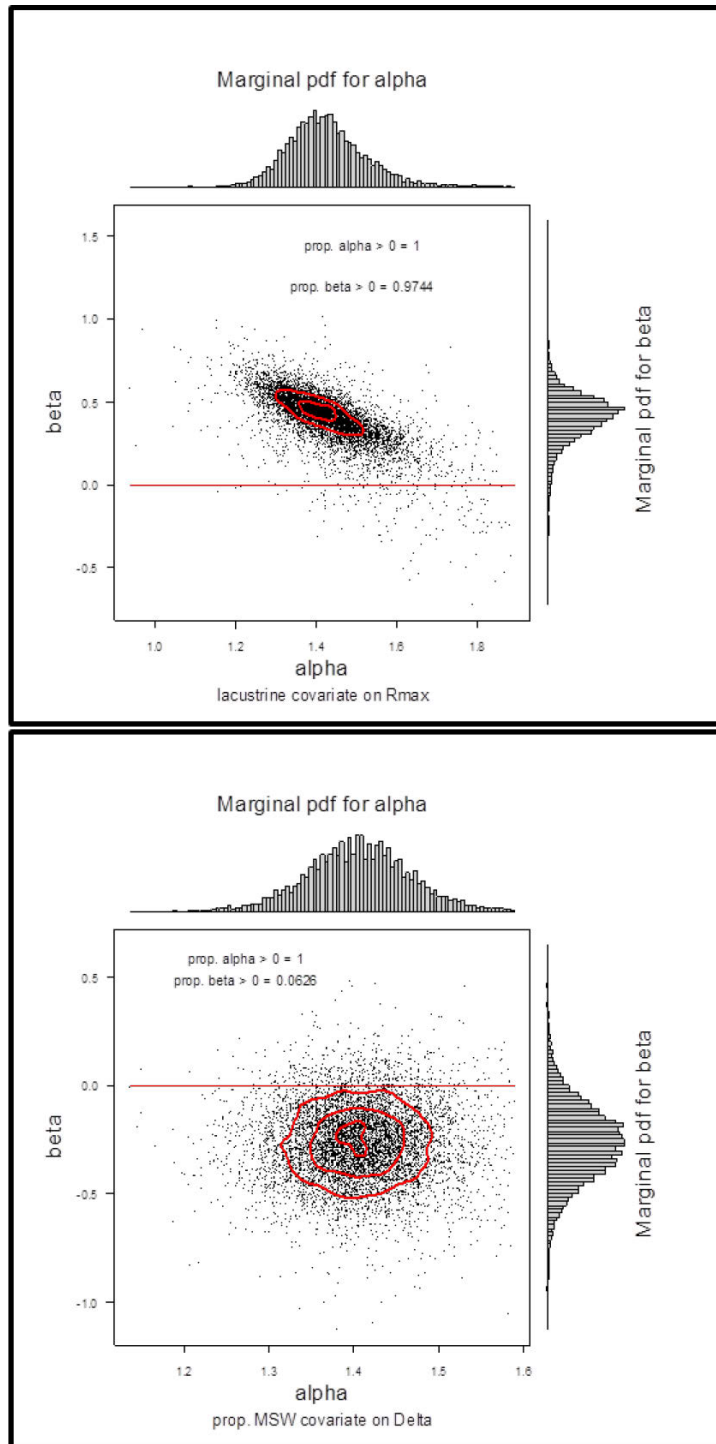 Marginal pdf for alpha
prop. alpha > 0 = 1
prop. beta > 0 = 0.9744
1.5
1.0
0.5
0.0
-0.5
beta
Marginal pdf for beta
1.0 1.2 1.4 1.6 1.8
alpha
lacustrine covariate on Rmax
Marginal pdf for alpha
prop. alpha > 0 = 1
prop. beta > 0 = 0.0626
0.5
0.0
-0.5
-1.0
beta
Marginal pdf for beta
1.2 1.3 1.4 1.5 1.6
alpha
prop. MSW covariate on Delta